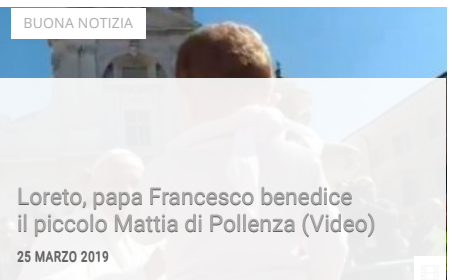 BUONA NOTIZIA
Loreto, papa Francesco benedice
il piccolo Mattia di Pollenza (Video)
25 MARZO 2019